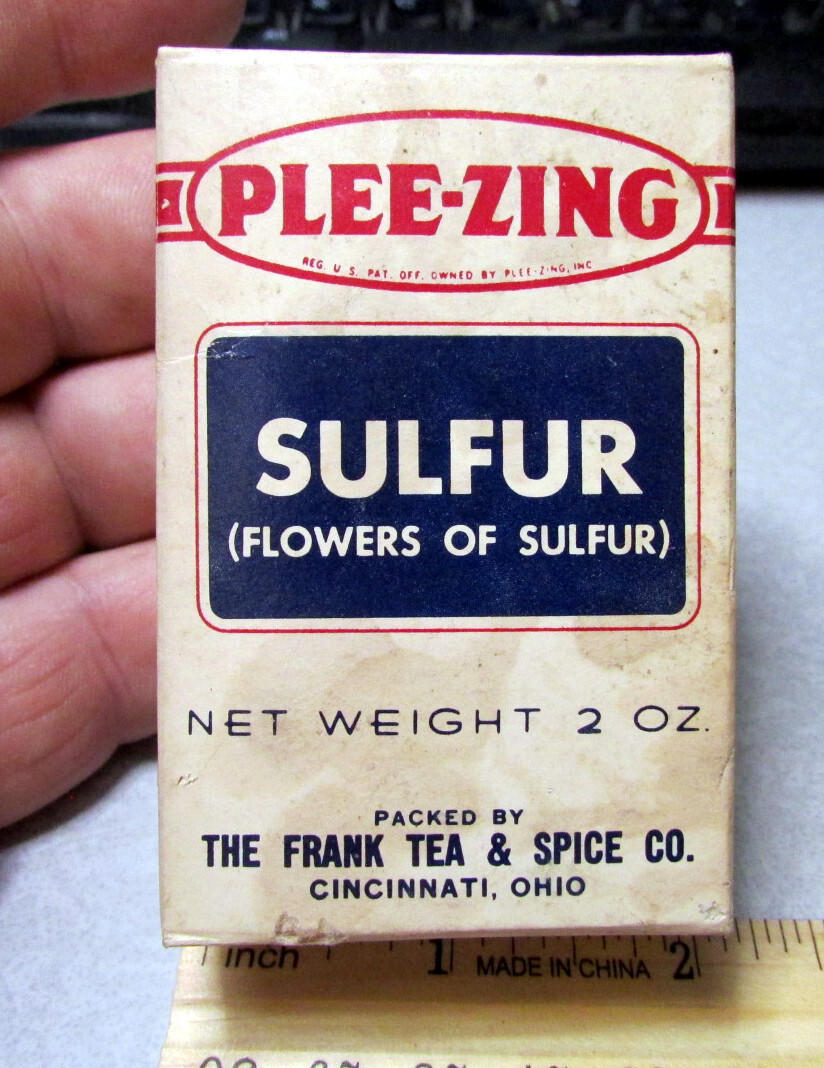 PLEE-ZING
REG. U S. PAT. OFF. OWNED BY PLEE-ZING, INC
SULFUR
(FLOWERS OF SULFUR)
NET WEIGHT 2 OZ.
PACKED BY
THE FRANK TEA & SPICE CO.
CINCINNATI, OHIO
inch 1 MADE IN CHINA 2